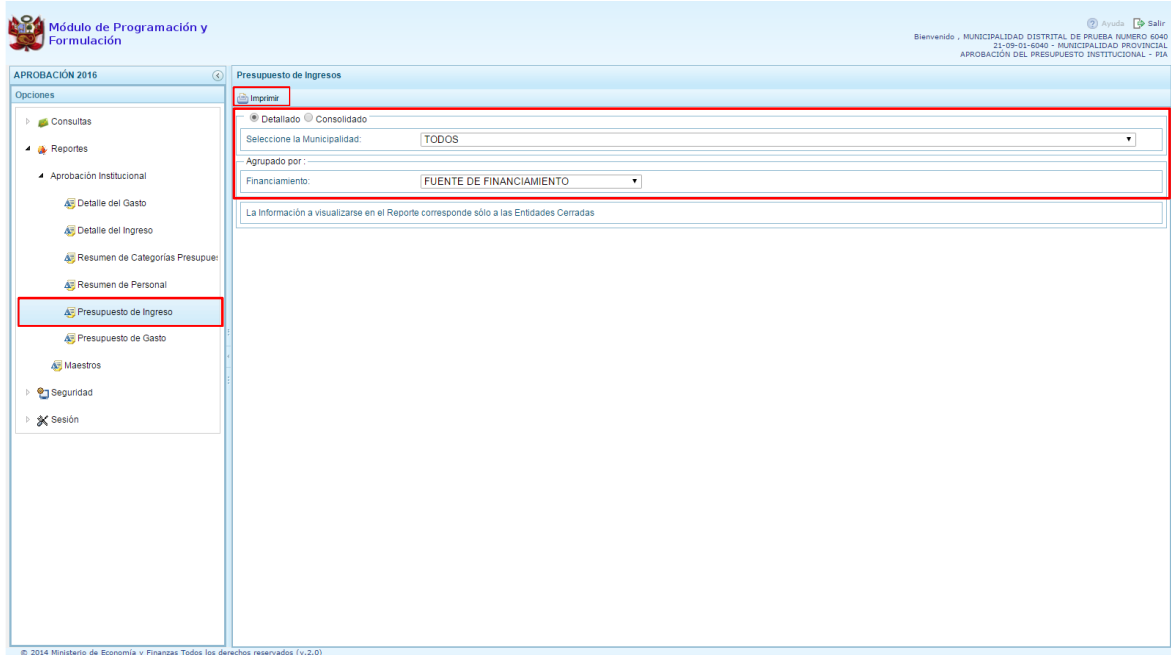 Módulo de Programación y
Formulación
Ayuda Salir
Bienvenido , MUNICIPALIDAD DISTRITAL DE PRUEBA NUMERO 6040
21-09-01-6040 - MUNICIPALIDAD PROVINCIAL
APROBACIÓN DEL PRESUPUESTO INSTITUCIONAL - PIA
APROBACIÓN 2016
Opciones
Consultas
Reportes
Aprobación Institucional
Detalle del Gasto
Detalle del Ingreso
Resumen de Categorías Presupue
Resumen de Personal
Presupuesto de Ingreso
Presupuesto de Gasto
Maestros
Seguridad
Sesión
Presupuesto de Ingresos
Imprimir
Detallado Consolidado
Seleccione la Municipalidad: TODOS
Agrupado por :
Financiamiento: FUENTE DE FINANCIAMIENTO
La Información a visualizarse en el Reporte corresponde sólo a las Entidades Cerradas
© 2014 Ministerio de Economía y Finanzas Todos los derechos reservados (v.2.0)